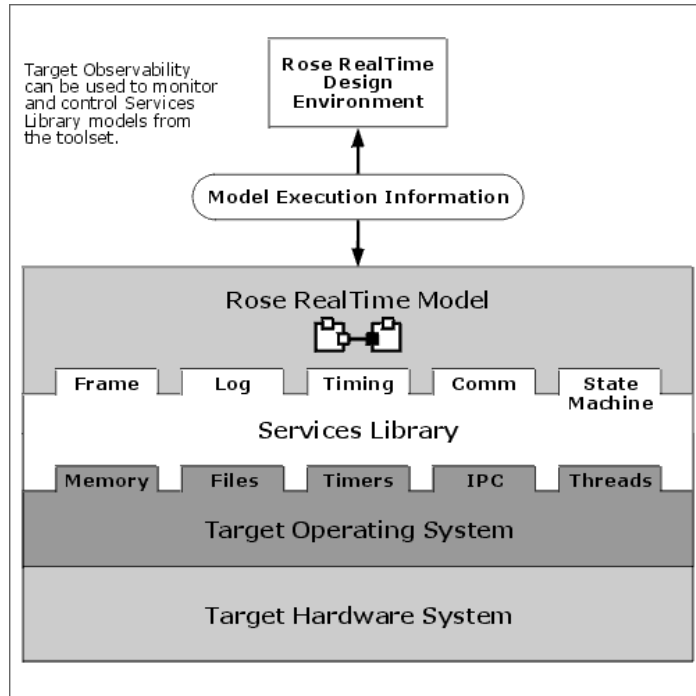 Target Observability
can be used to monitor
and control Services
Library models from
the toolset.
Rose RealTime
Design
Environment
Model Execution Information
Rose RealTime Model
Frame
Log
Timing
Comm
State
Machine
Services Library
Memory
Files
Timers
IPC
Threads
Target Operating System
Target Hardware System